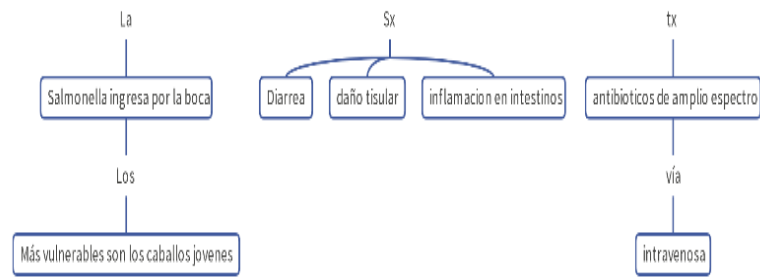 La
Sx
tx
Salmonella ingresa por la boca
Diarrea
daño tisular
inflamacion en intestinos
antibioticos de amplio espectro
Los
vía
Más vulnerables son los caballos jovenes
intravenosa